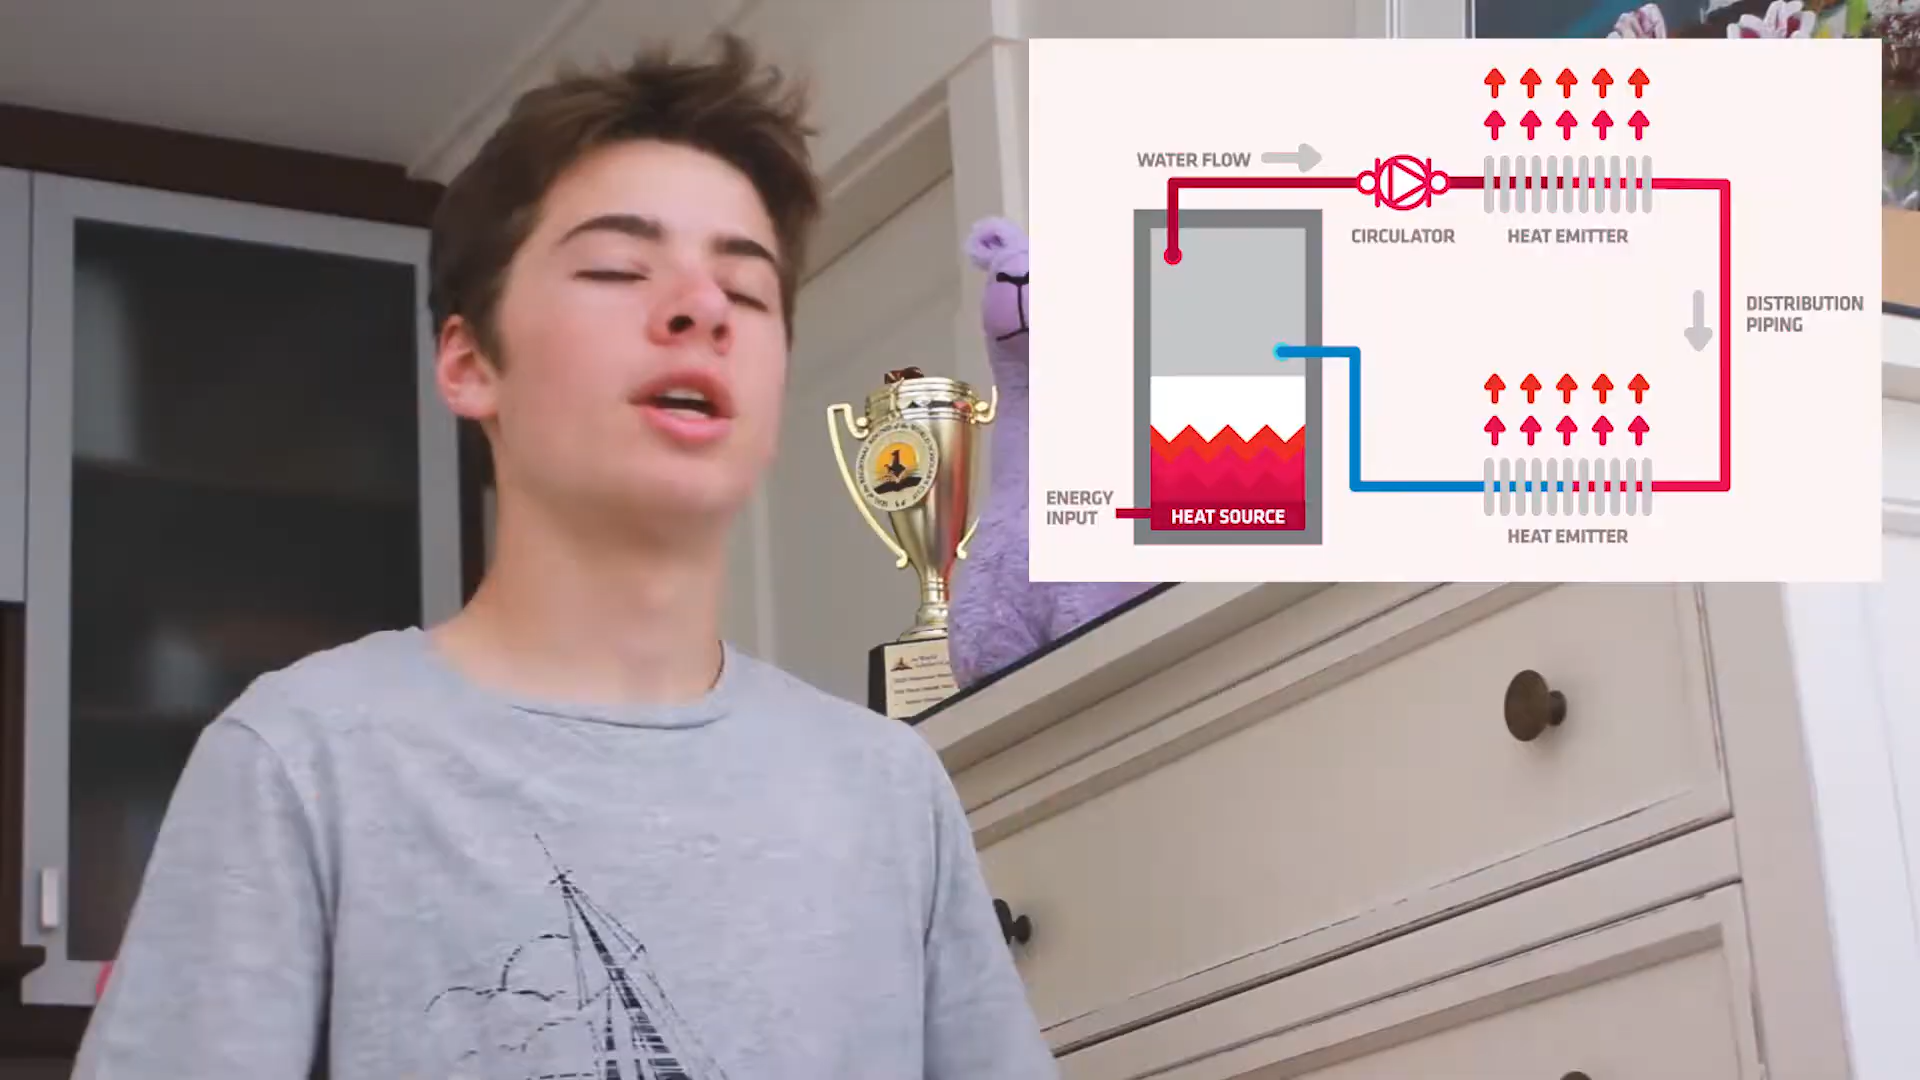 WATER FLOW
CIRCULATOR
HEAT EMITTER
DISTRIBUTION
PIPING
ENERGY
INPUT
HEAT SOURCE
HEAT EMITTER